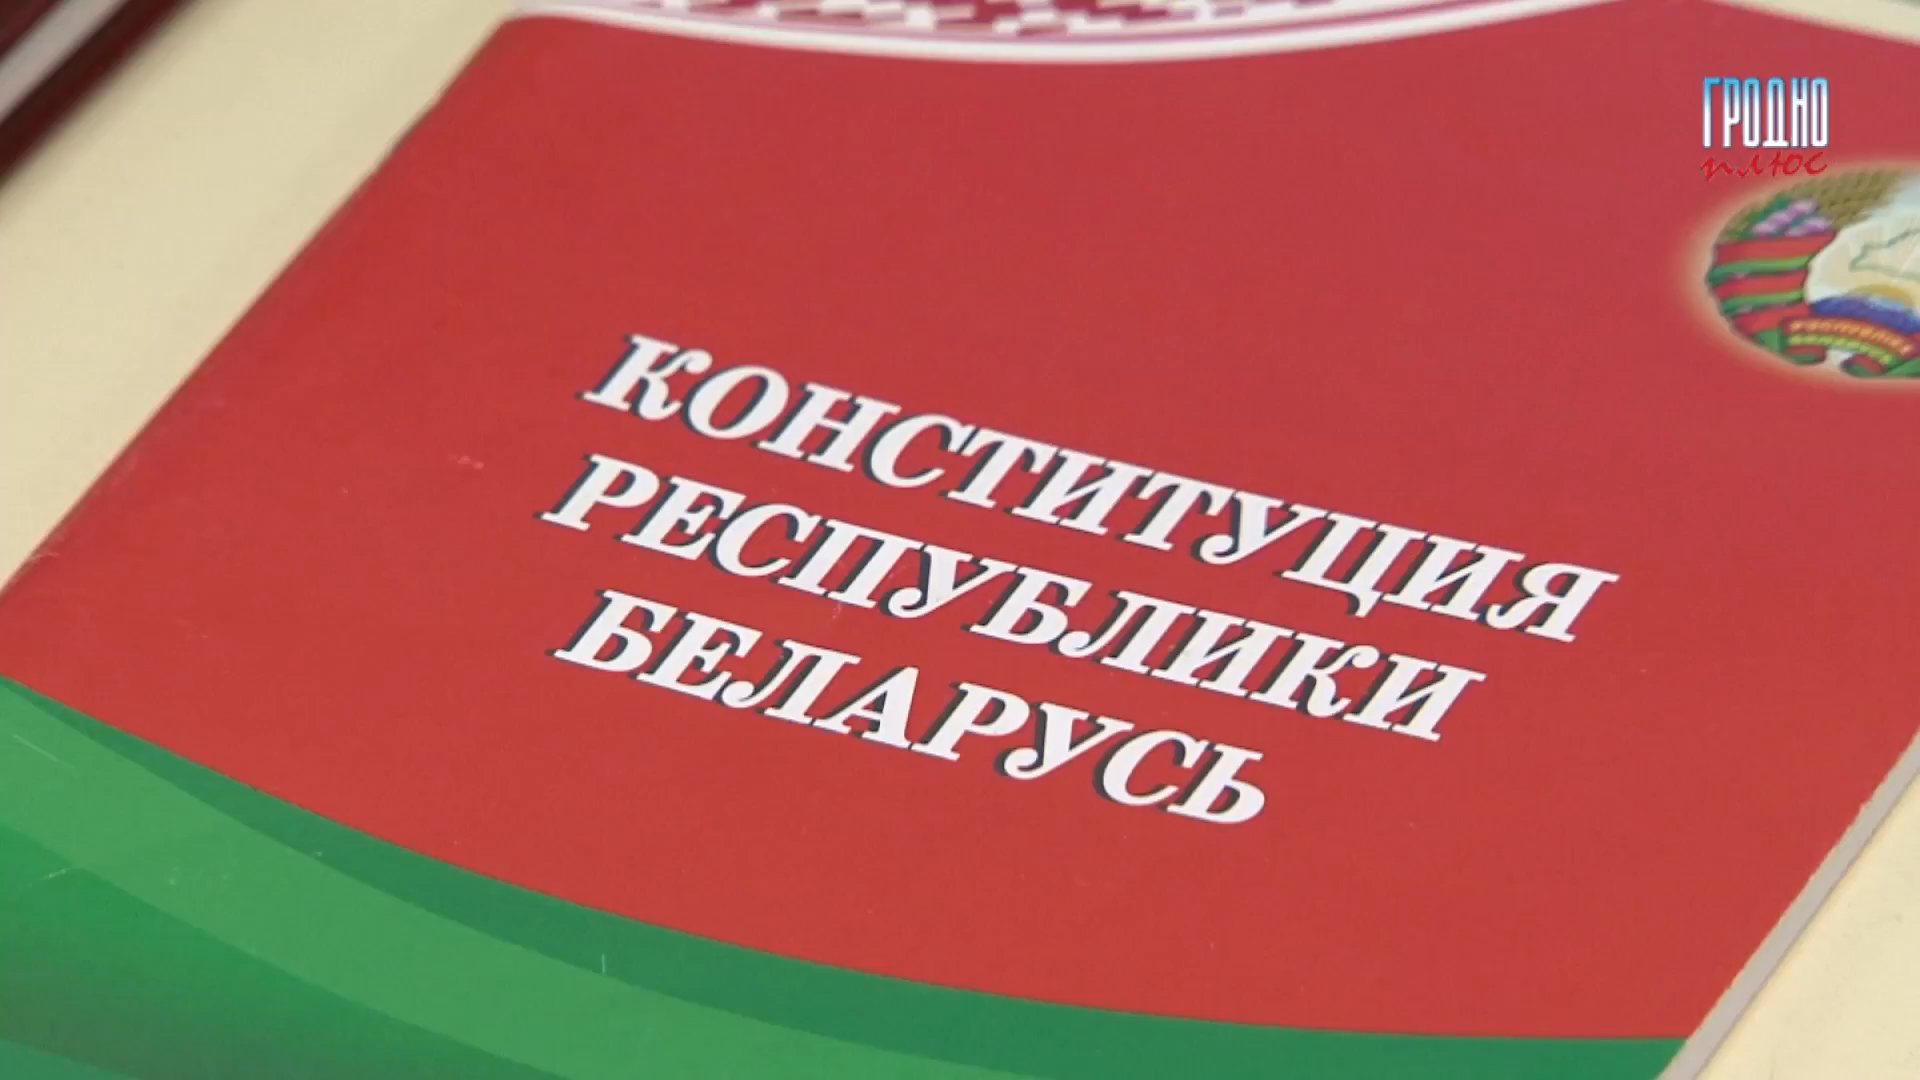 ГРОДНО
плюс
КОНСТИТУЦИЯ
РЕСПУБЛИКИ
БЕЛАРУСЬ